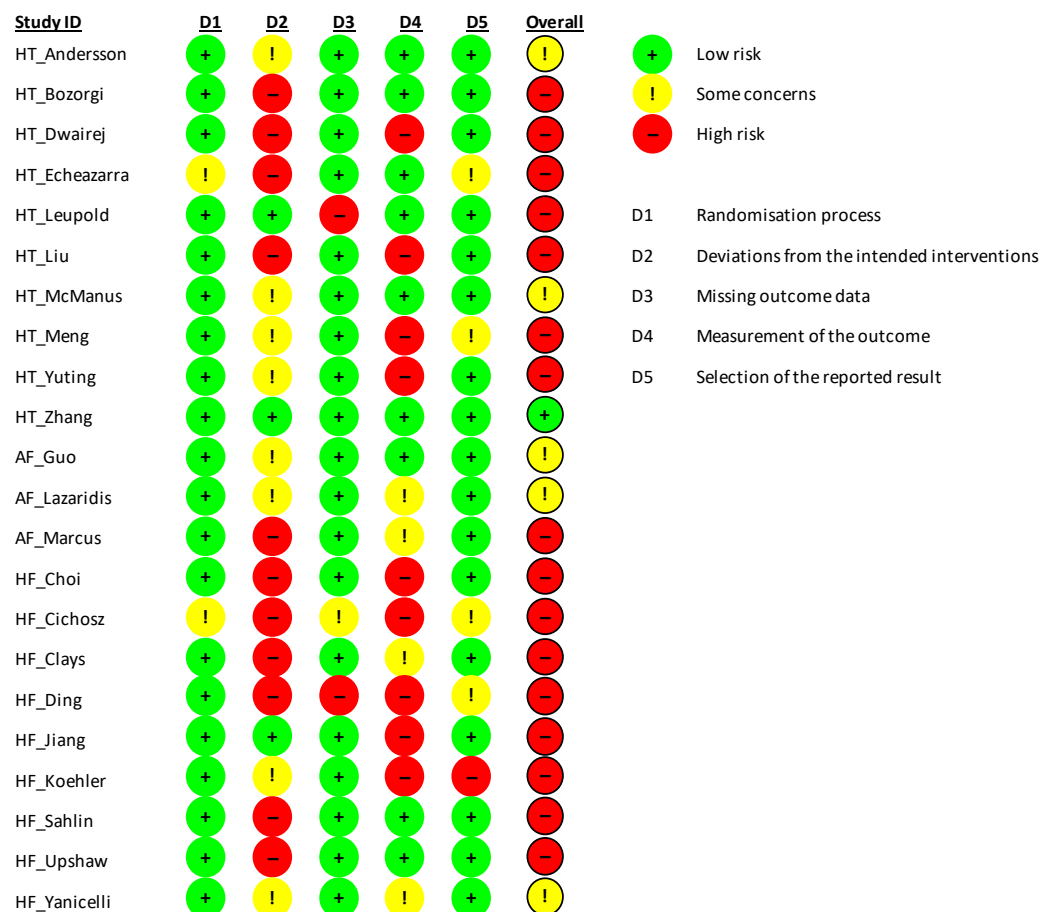 Study ID D1 D2 D3 D4 D5 Overall
HT_Andersson + ! + + + ! + Low risk
HT_Bozorgi + − + + + − ! Some concerns
HT_Dwairej + − + − + − − High risk
HT_Echeazarra ! − + + ! −
HT_Leupold + + − + + − D1 Randomisation process
HT_Liu + − + − + − D2 Deviations from the intended interventions
HT_McManus + ! + + + ! D3 Missing outcome data
HT_Meng + ! + − ! − D4 Measurement of the outcome
HT_Yuting + ! + − + − D5 Selection of the reported result
HT_Zhang + + + + + +
AF_Guo + ! + + + !
AF_Lazaridis + ! + ! + !
AF_Marcus + − + ! + −
HF_Choi + − + − + −
HF_Cichosz ! − ! − ! −
HF_Clays + − + ! + −
HF_Ding + − − − ! −
HF_Jiang + + + − + −
HF_Koehler + ! + − − −
HF_Sahlin + − + + + −
HF_Upshaw + − + + + −
HF_Yanicelli + ! + ! + !